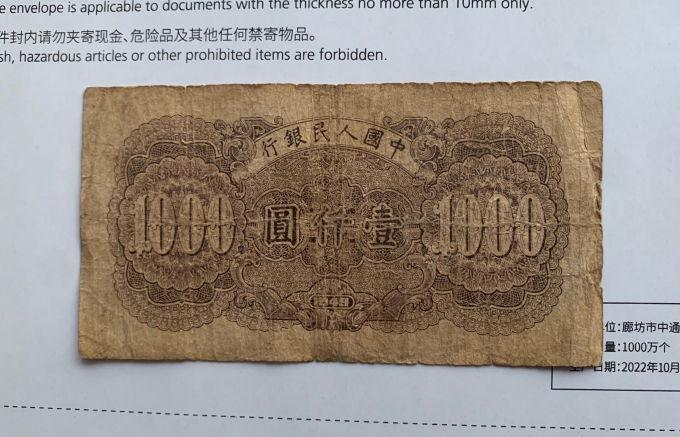 e envelope is applicable to documents with the thickness no more than 10mm only.
件封内请勿夹寄现金、危险品及其他任何禁寄物品。
sh, hazardous articles or other prohibited items are forbidden.
行銀民人國中
1000 圓仟壹 1000
1949
位：廊坊市中通
量：1000万个
生产日期：2022年10月